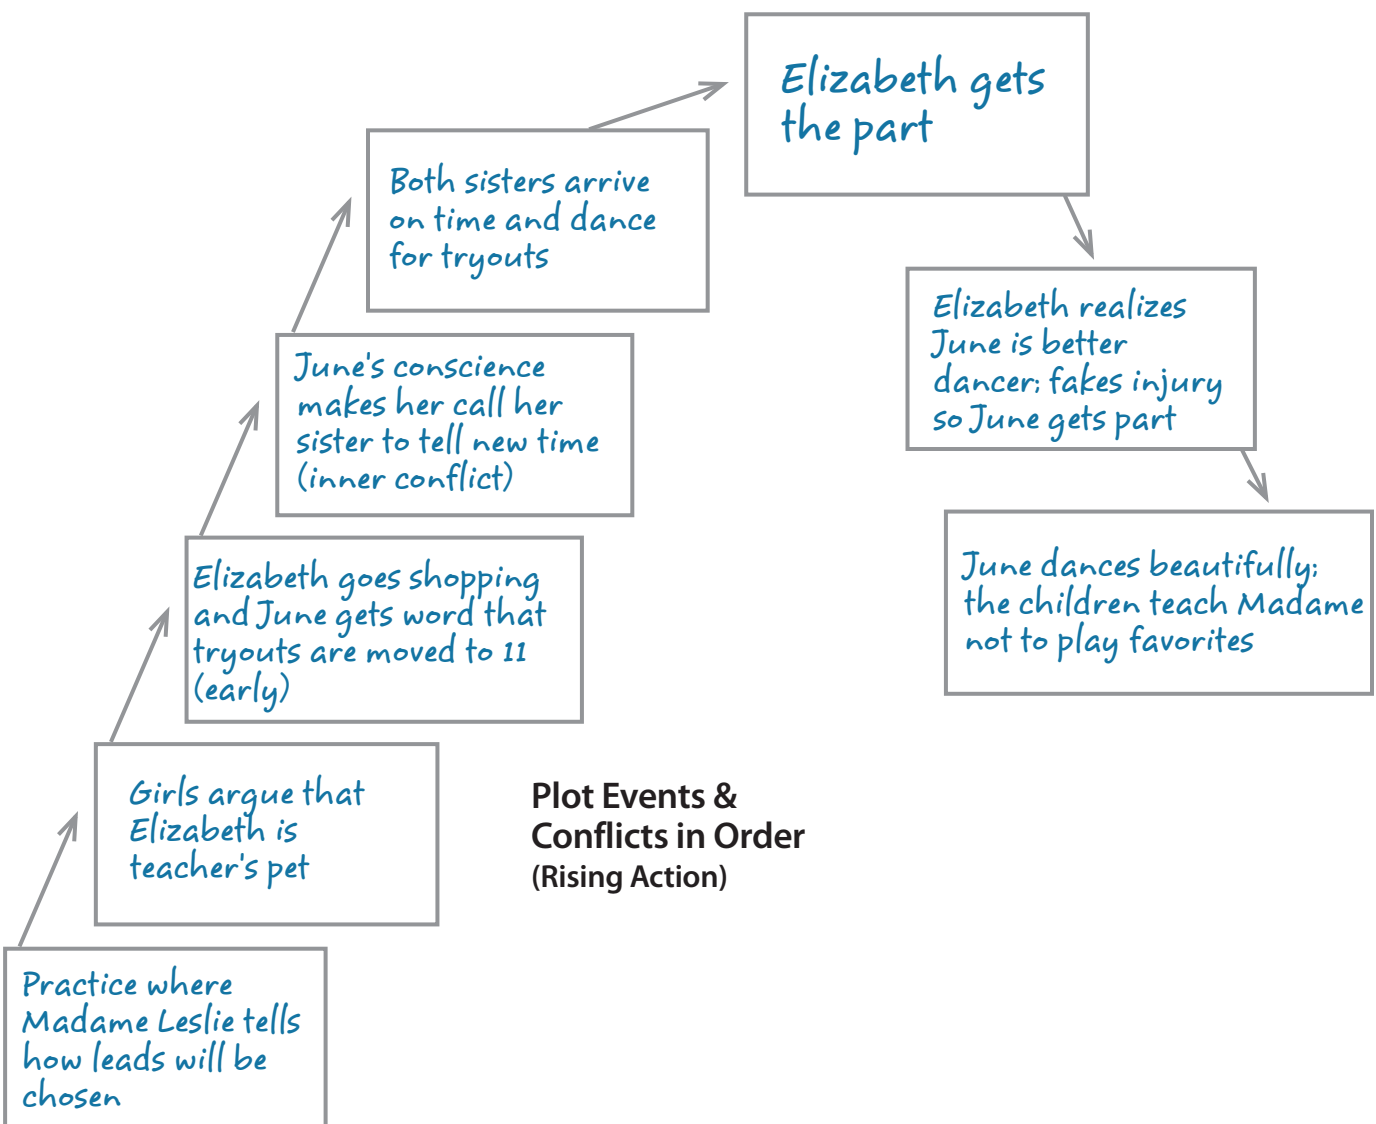 Elizabeth gets
the part
Both sisters arrive
on time and dance
for tryouts
Elizabeth realizes
June is better
dancer; fakes injury
so June gets part
June's conscience
makes her call her
sister to tell new time
(inner conflict)
June dances beautifully;
the children teach Madame
not to play favorites
Elizabeth goes shopping
and June gets word that
tryouts are moved to 11
(early)
Girls argue that
Elizabeth is
teacher's pet
Plot Events &
Conflicts in Order
(Rising Action)
Practice where
Madame Leslie tells
how leads will be
chosen